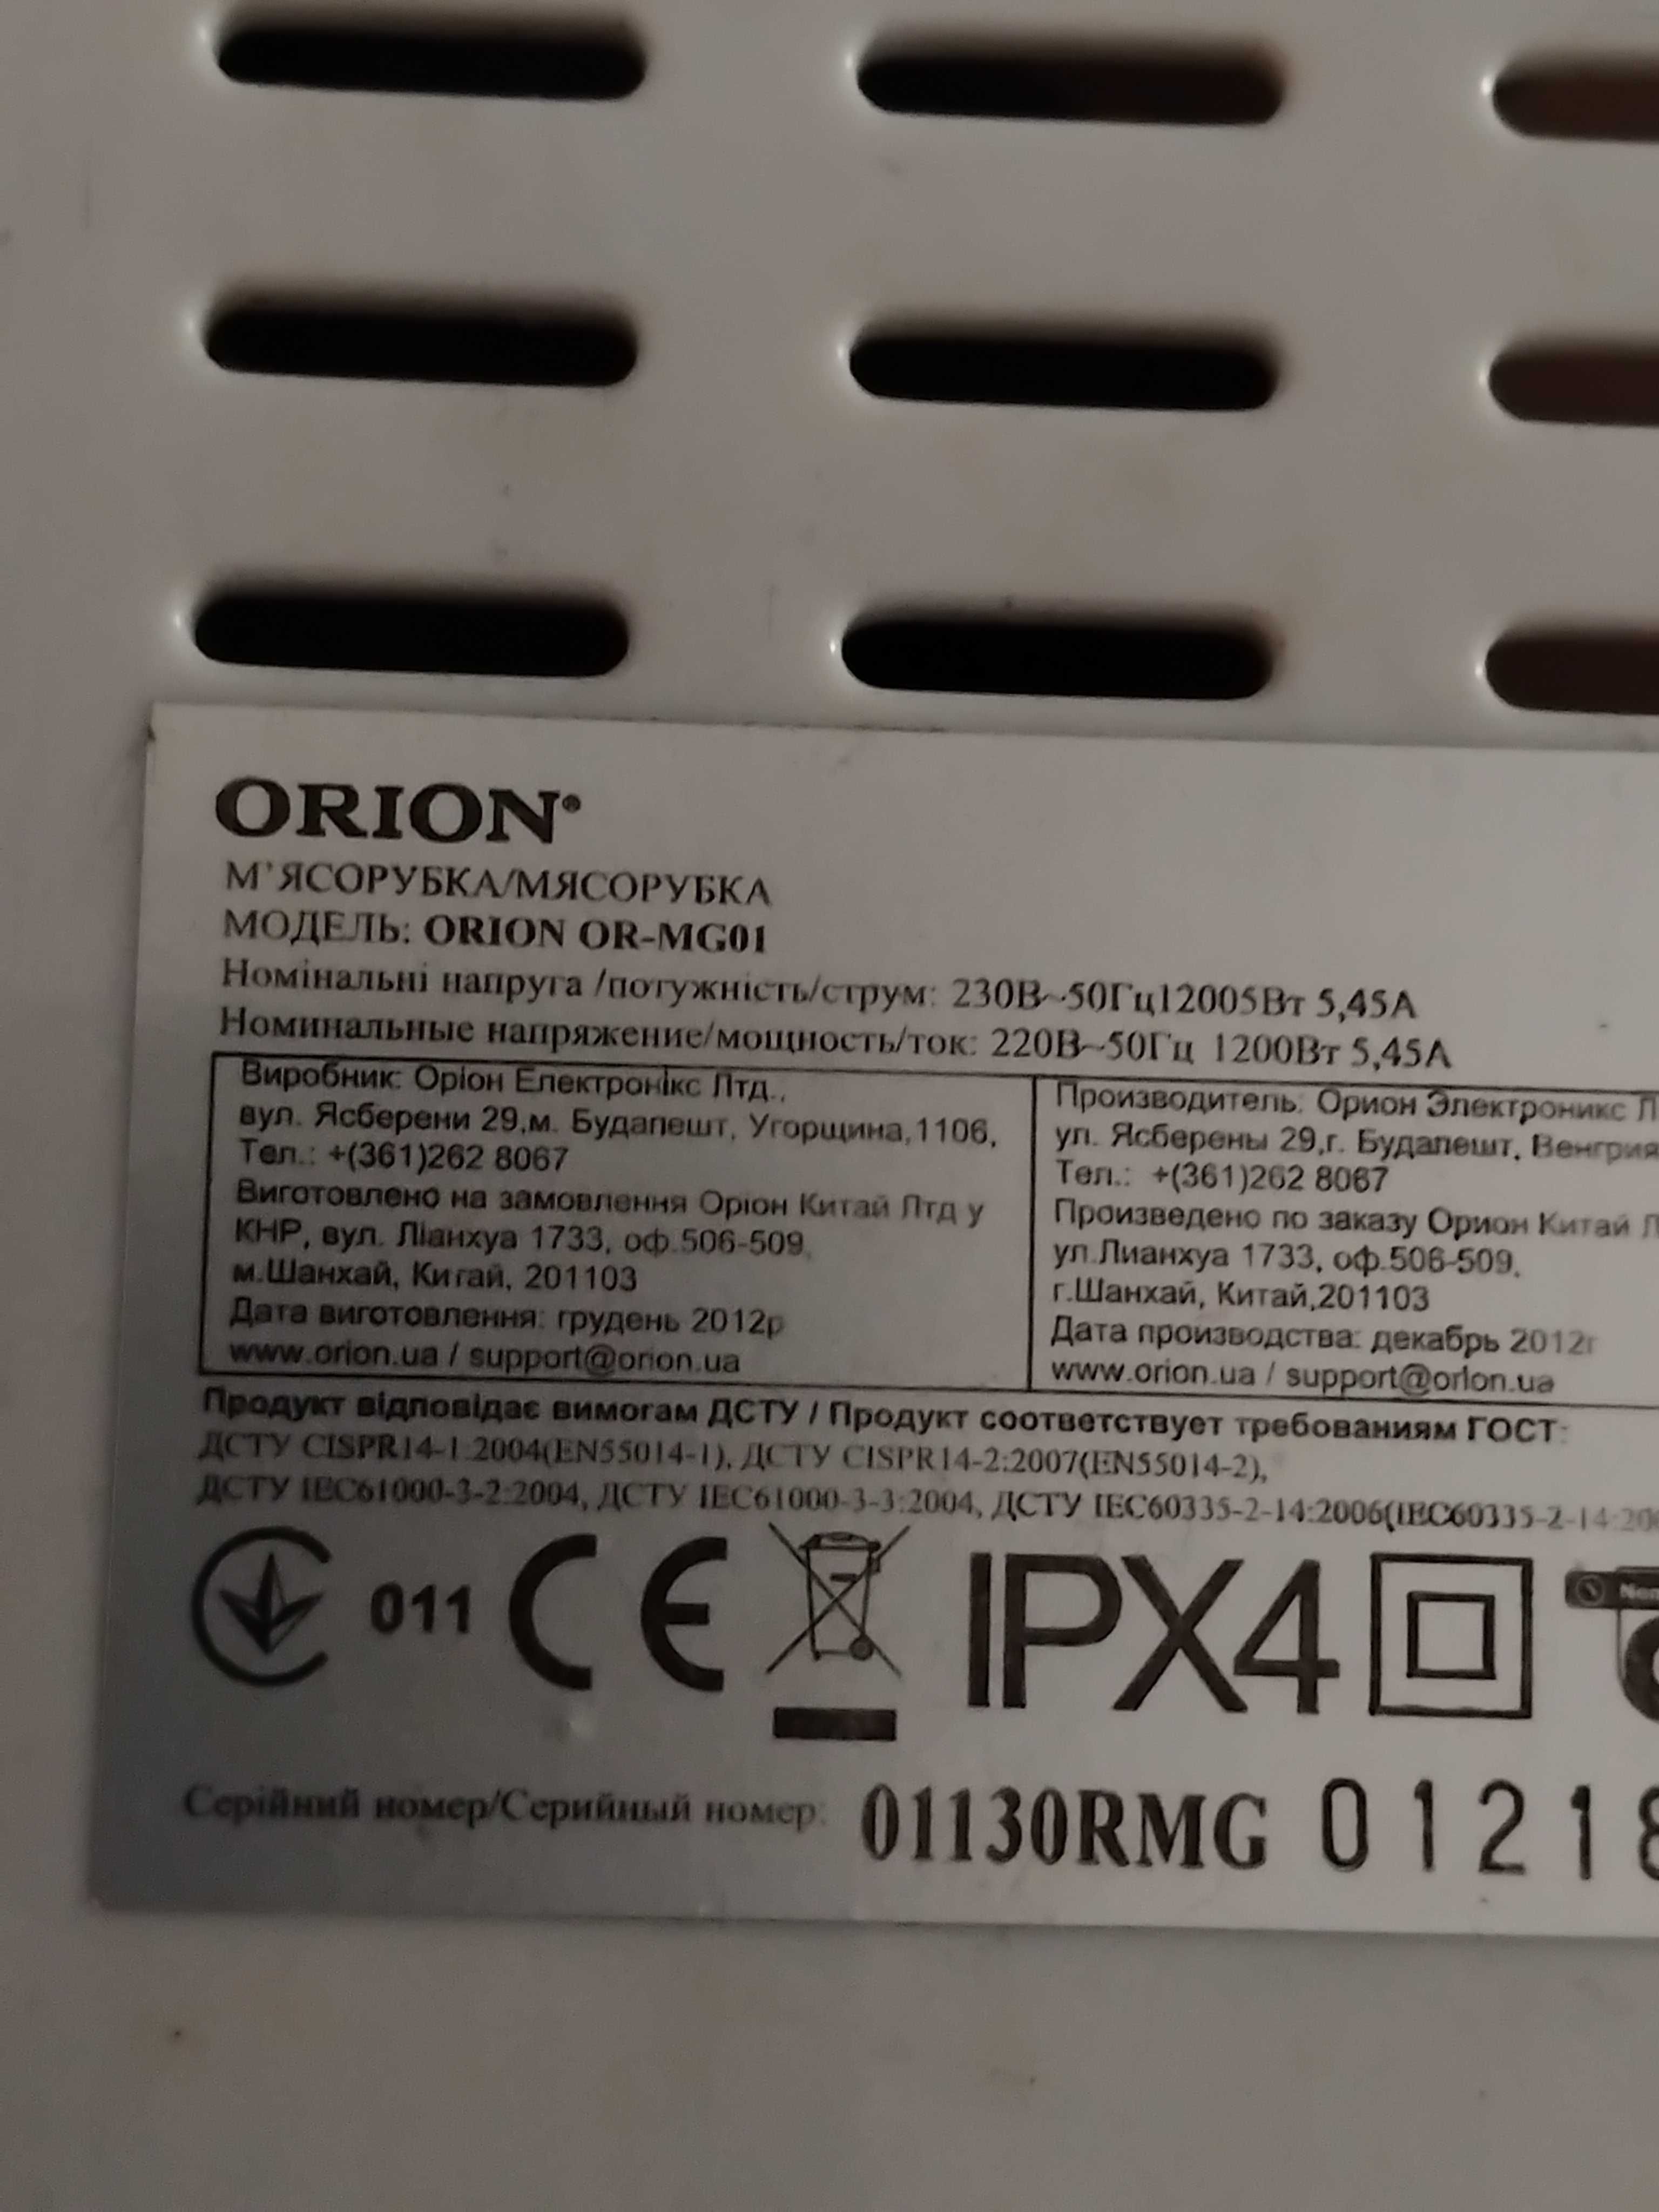 ORION®
М'ЯСОРУБКА/МЯСОРУБКА
МОДЕЛЬ: ORION OR-MG01
Номінальні напруга /потужність/струм: 230В~50Гц12005Вт 5,45А
Номинальные напряжение/мощность/ток: 220В~50Гц 1200Вт 5,45А
Виробник: Оріон Електронікс Лтд.,
вул. Ясберени 29,м. Будапешт, Угорщина,1106,
Тел.: +(361)262 8067
Виготовлено на замовлення Оріон Китай Лтд у
КНР, вул. Ліанхуа 1733, оф.506-509,
м.Шанхай, Китай, 201103
Дата виготовлення: грудень 2012р
www.orion.ua / support@orion.ua
Производитель: Орион Электроникс
ул. Ясберены 29,г. Будапешт, Венгрия
Тел.: +(361)262 8067
Произведено по заказу Орион Китай
ул.Лианхуа 1733, оф.506-509,
г.Шанхай, Китай,201103
Дата производства: декабрь 2012г
www.orion.ua / support@orion.ua
Продукт відповідає вимогам ДСТУ / Продукт соответствует требованиям ГОСТ:
ДСТУ CISPR14-1:2004(EN55014-1), ДСТУ CISPR14-2:2007(EN55014-2),
ДСТУ IEC61000-3-2:2004, ДСТУ IEC61000-3-3:2004, ДСТУ IEC60335-2-14:2006(IEC60335-2-14:200
011 CE IPX4
Серійний номер/Серийный номер: 01130RMG 0121